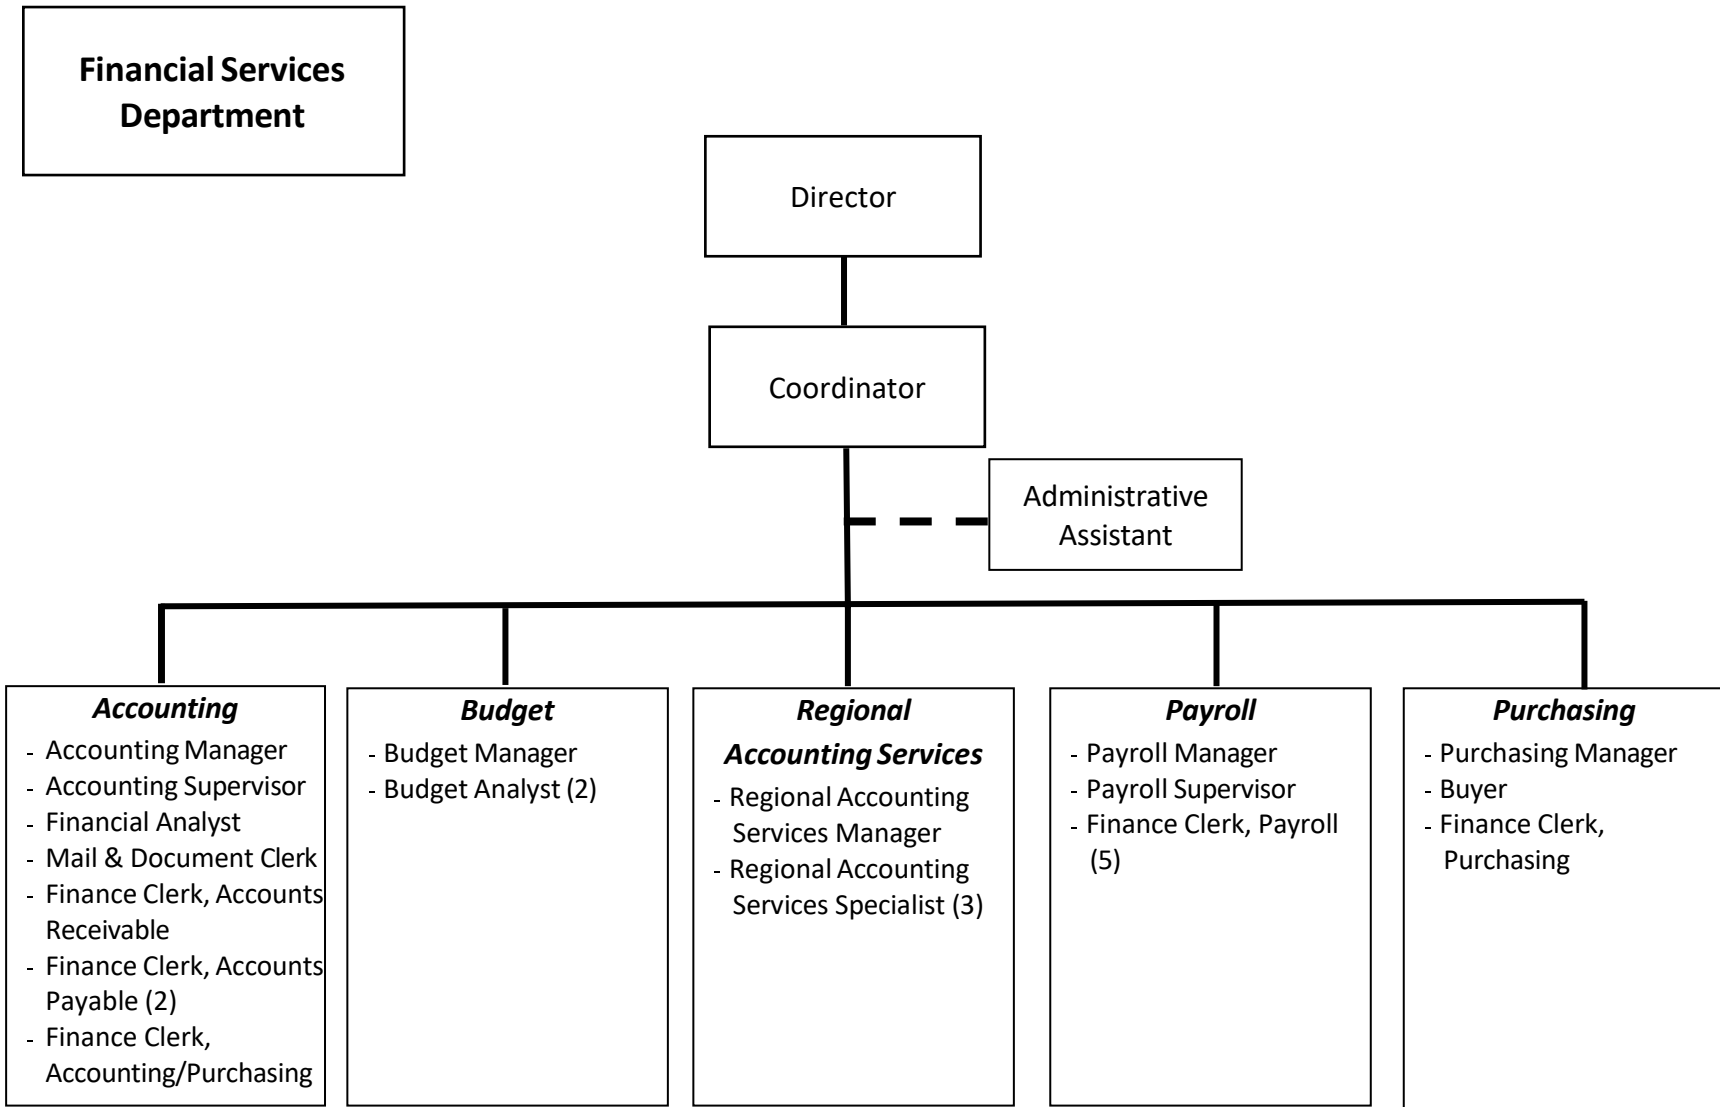 Financial Services
Department
Director
Coordinator
Administrative
Assistant
Accounting
- Accounting Manager
- Accounting Supervisor
- Financial Analyst
- Mail & Document Clerk
- Finance Clerk, Accounts
Receivable
- Finance Clerk, Accounts
Payable (2)
- Finance Clerk,
Accounting/Purchasing
Budget
- Budget Manager
- Budget Analyst (2)
Regional
Accounting Services
- Regional Accounting
Services Manager
- Regional Accounting
Services Specialist (3)
Payroll
- Payroll Manager
- Payroll Supervisor
- Finance Clerk, Payroll
(5)
Purchasing
- Purchasing Manager
- Buyer
- Finance Clerk,
Purchasing